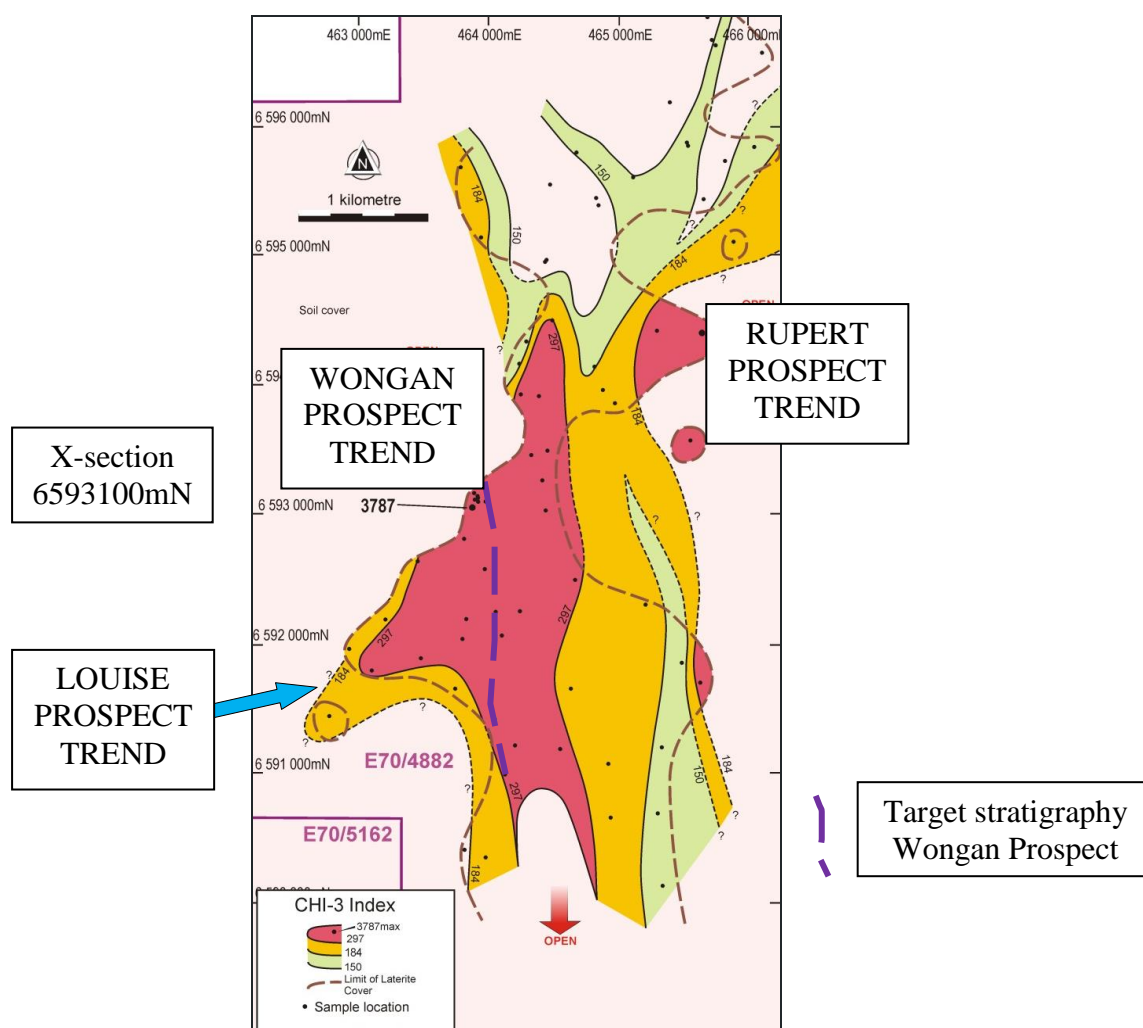 463 000mE
464 000mE
465 000mE
466 000m
6 596 000mN
150
N
184
1 kilometre
150
?
?
6 595 000mN
?
184
?
Soil cover
297
OPEN
?
?
RUPERT
PROSPECT
TREND
WONGAN
PROSPECT
TREND
184
X-section
6593100mN
6 593 000mN
3787
?
?
?
297
297
6 592 000mN
?
184
?
LOUISE
PROSPECT
TREND
?
?
E70/4882
6 591 000mN
?
297
184
150
?
?
Target stratigraphy
Wongan Prospect
E70/5162
184
CHI-3 Index
3787max
297
184
150
Limit of Laterite
Cover
Sample location
OPEN